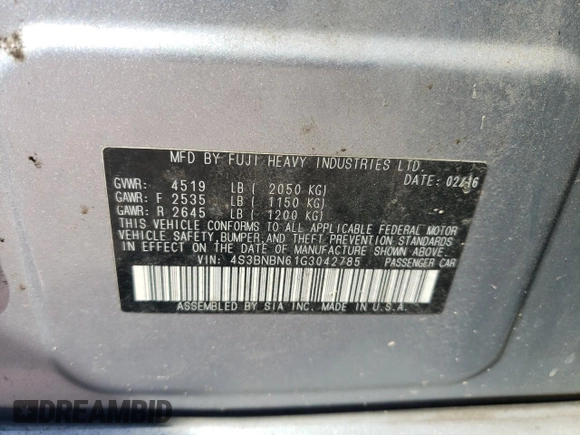 MFD BY FUJI HEAVY INDUSTRIES LTD.
DATE: 02/16
GVWR: 4519 LB ( 2050 KG)
GAWR: F 2535 LB ( 1150 KG)
GAWR: R 2645 LB ( 1200 KG)
THIS VEHICLE CONFORMS TO ALL APPLICABLE FEDERAL MOTOR
VEHICLE SAFETY, BUMPER, AND THEFT PREVENTION
STANDARDS IN EFFECT ON THE DATE OF MANUFACTURE SHOWN ABOVE.
VIN: 4S3BNBN61G3042785 PASSENGER CAR
ASSEMBLED BY SIA INC. MADE IN U.S.A.
DREAMBID